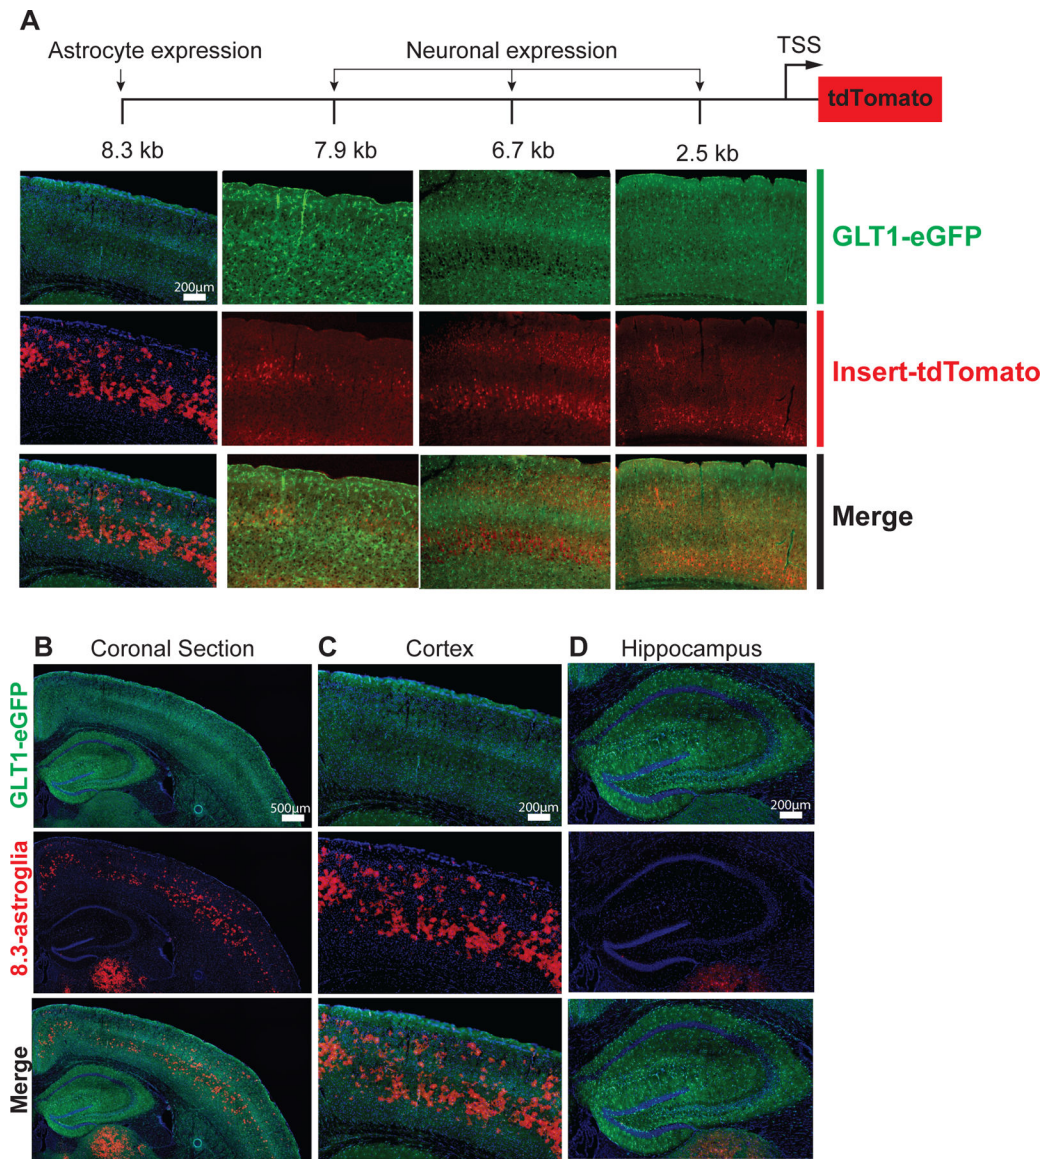 A
Astrocyte expression
Neuronal expression
TSS
tdTomato
8.3 kb
7.9 kb
6.7 kb
2.5 kb
GLT1-eGFP
200μm
Insert-tdTomato
Merge
B
Coronal Section
C
Cortex
D
Hippocampus
GLT1-eGFP
500μm
200μm
200μm
8.3-astroglia
Merge